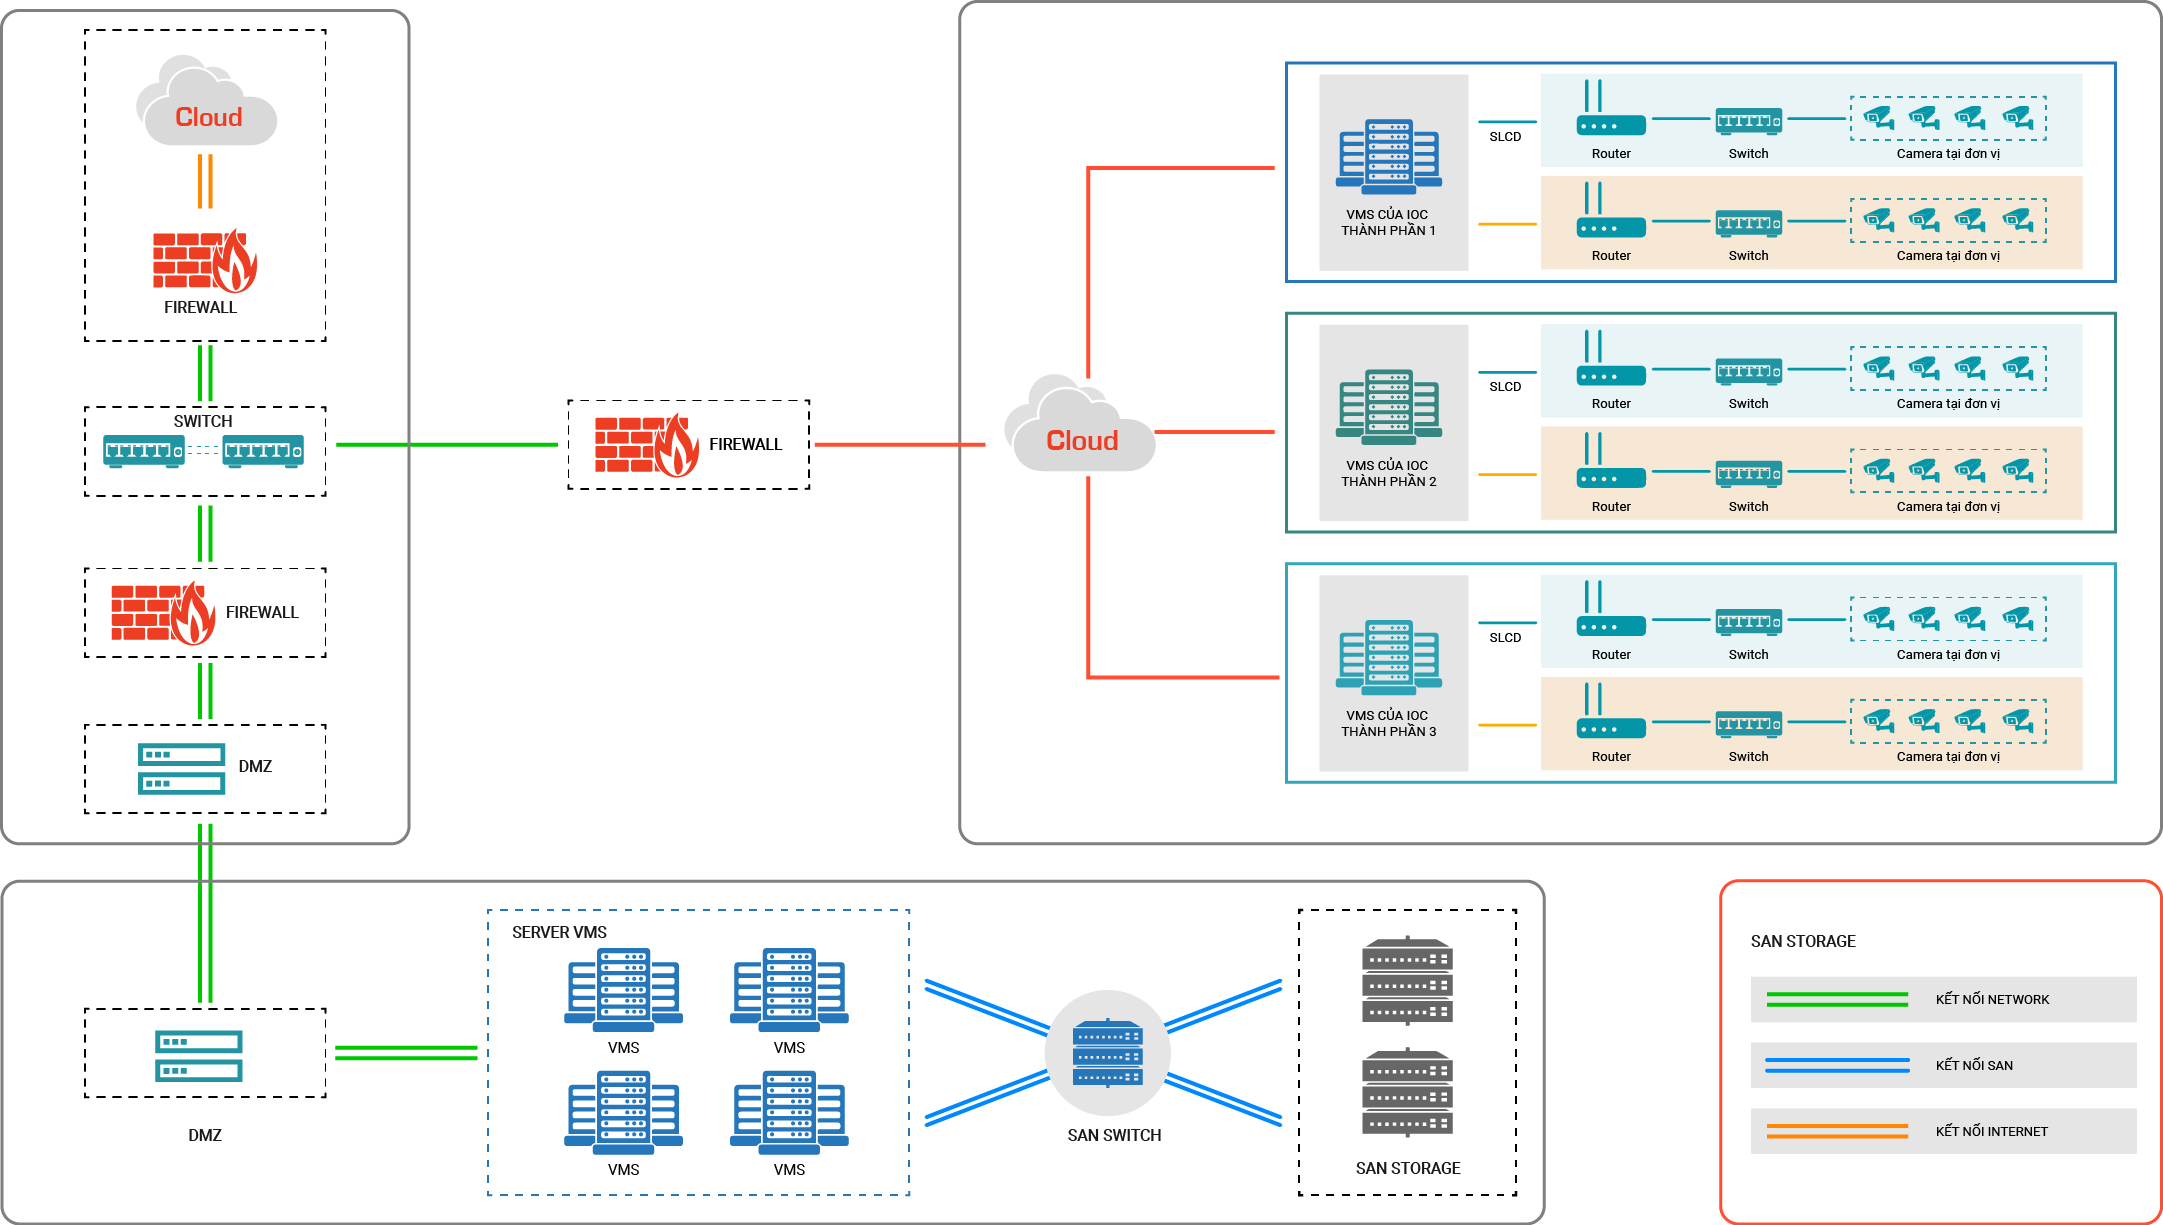 Cloud
FIREWALL
SWITCH
FIREWALL
DMZ
FIREWALL
Cloud
VMS CỦA IOC
THÀNH PHẦN 1
SLCD
Router
Switch
Camera tại đơn vị
Router
Switch
Camera tại đơn vị
VMS CỦA IOC
THÀNH PHẦN 2
SLCD
Router
Switch
Camera tại đơn vị
Router
Switch
Camera tại đơn vị
VMS CỦA IOC
THÀNH PHẦN 3
SLCD
Router
Switch
Camera tại đơn vị
Router
Switch
Camera tại đơn vị
DMZ
SERVER VMS
VMS
VMS
VMS
VMS
SAN SWITCH
SAN STORAGE
SAN STORAGE
KẾT NỐI NETWORK
KẾT NỐI SAN
KẾT NỐI INTERNET